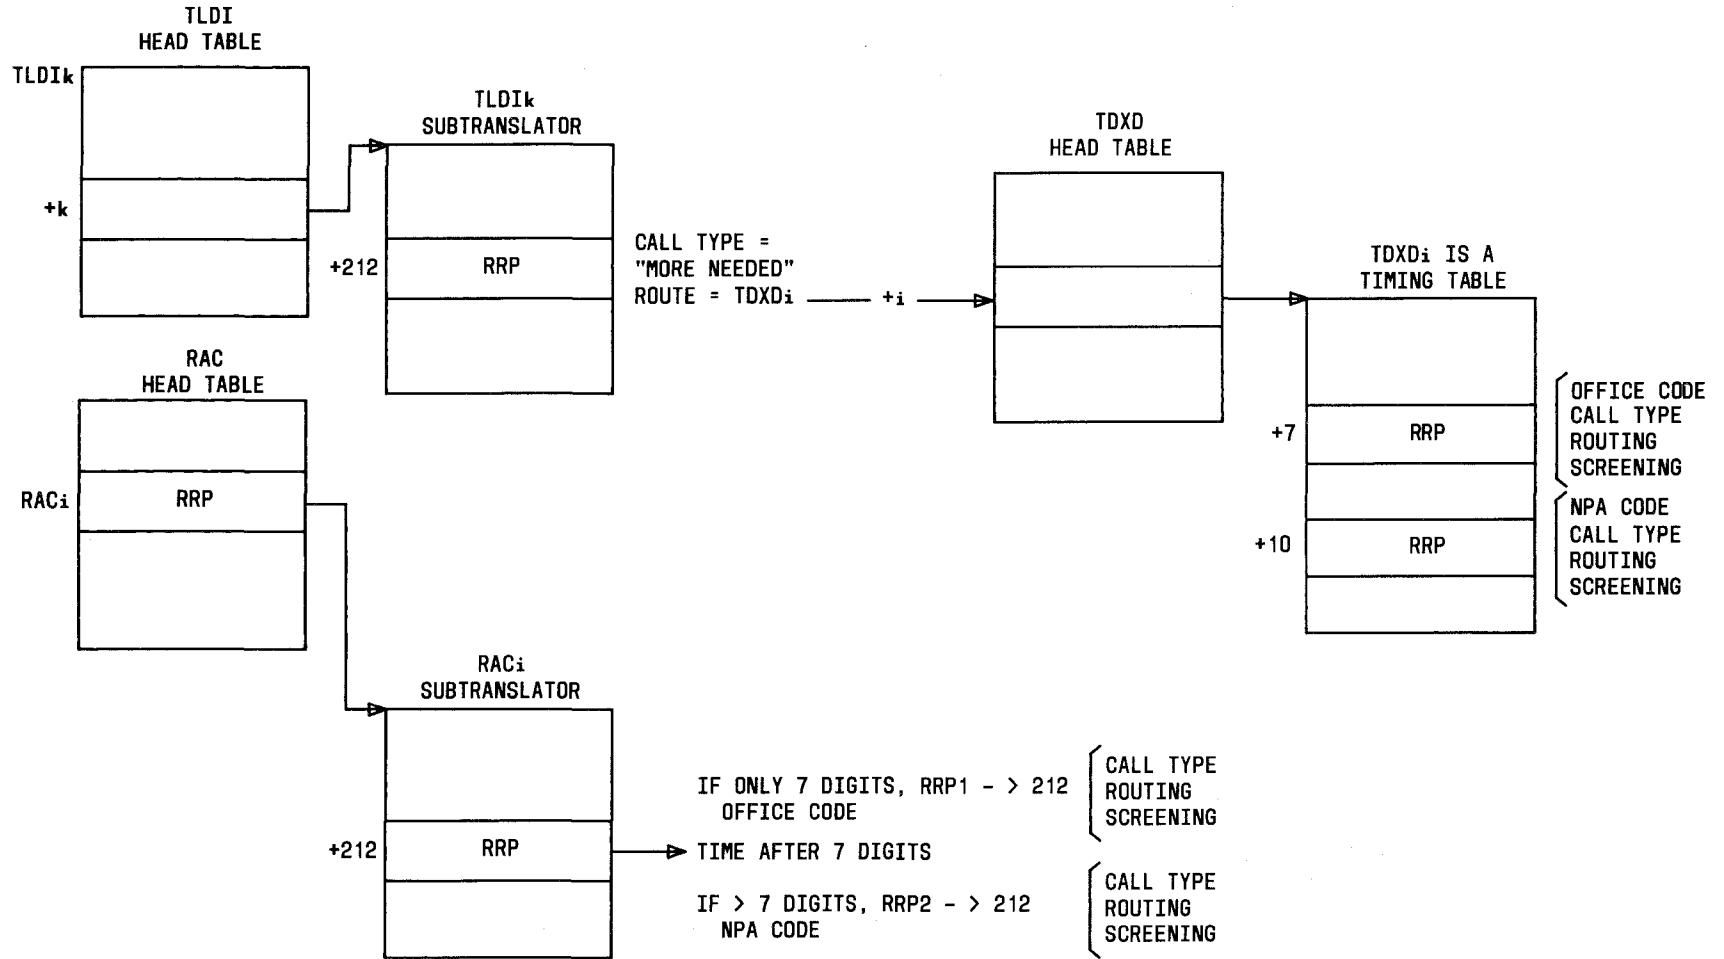 TLDI
HEAD TABLE
TLDIk
+k
TLDIk
SUBTRANSLATOR
+212
RRP
CALL TYPE =
"MORE NEEDED"
ROUTE = TDXDi
+i
TDXD
HEAD TABLE
TDXDi IS A
TIMING TABLE
+7
RRP
OFFICE CODE
CALL TYPE
ROUTING
SCREENING
+10
RRP
NPA CODE
CALL TYPE
ROUTING
SCREENING
RAC
HEAD TABLE
RACi
RRP
RACi
SUBTRANSLATOR
+212
RRP
IF ONLY 7 DIGITS, RRP1 - > 212
OFFICE CODE
CALL TYPE
ROUTING
SCREENING
TIME AFTER 7 DIGITS
IF > 7 DIGITS, RRP2 - > 212
NPA CODE
CALL TYPE
ROUTING
SCREENING